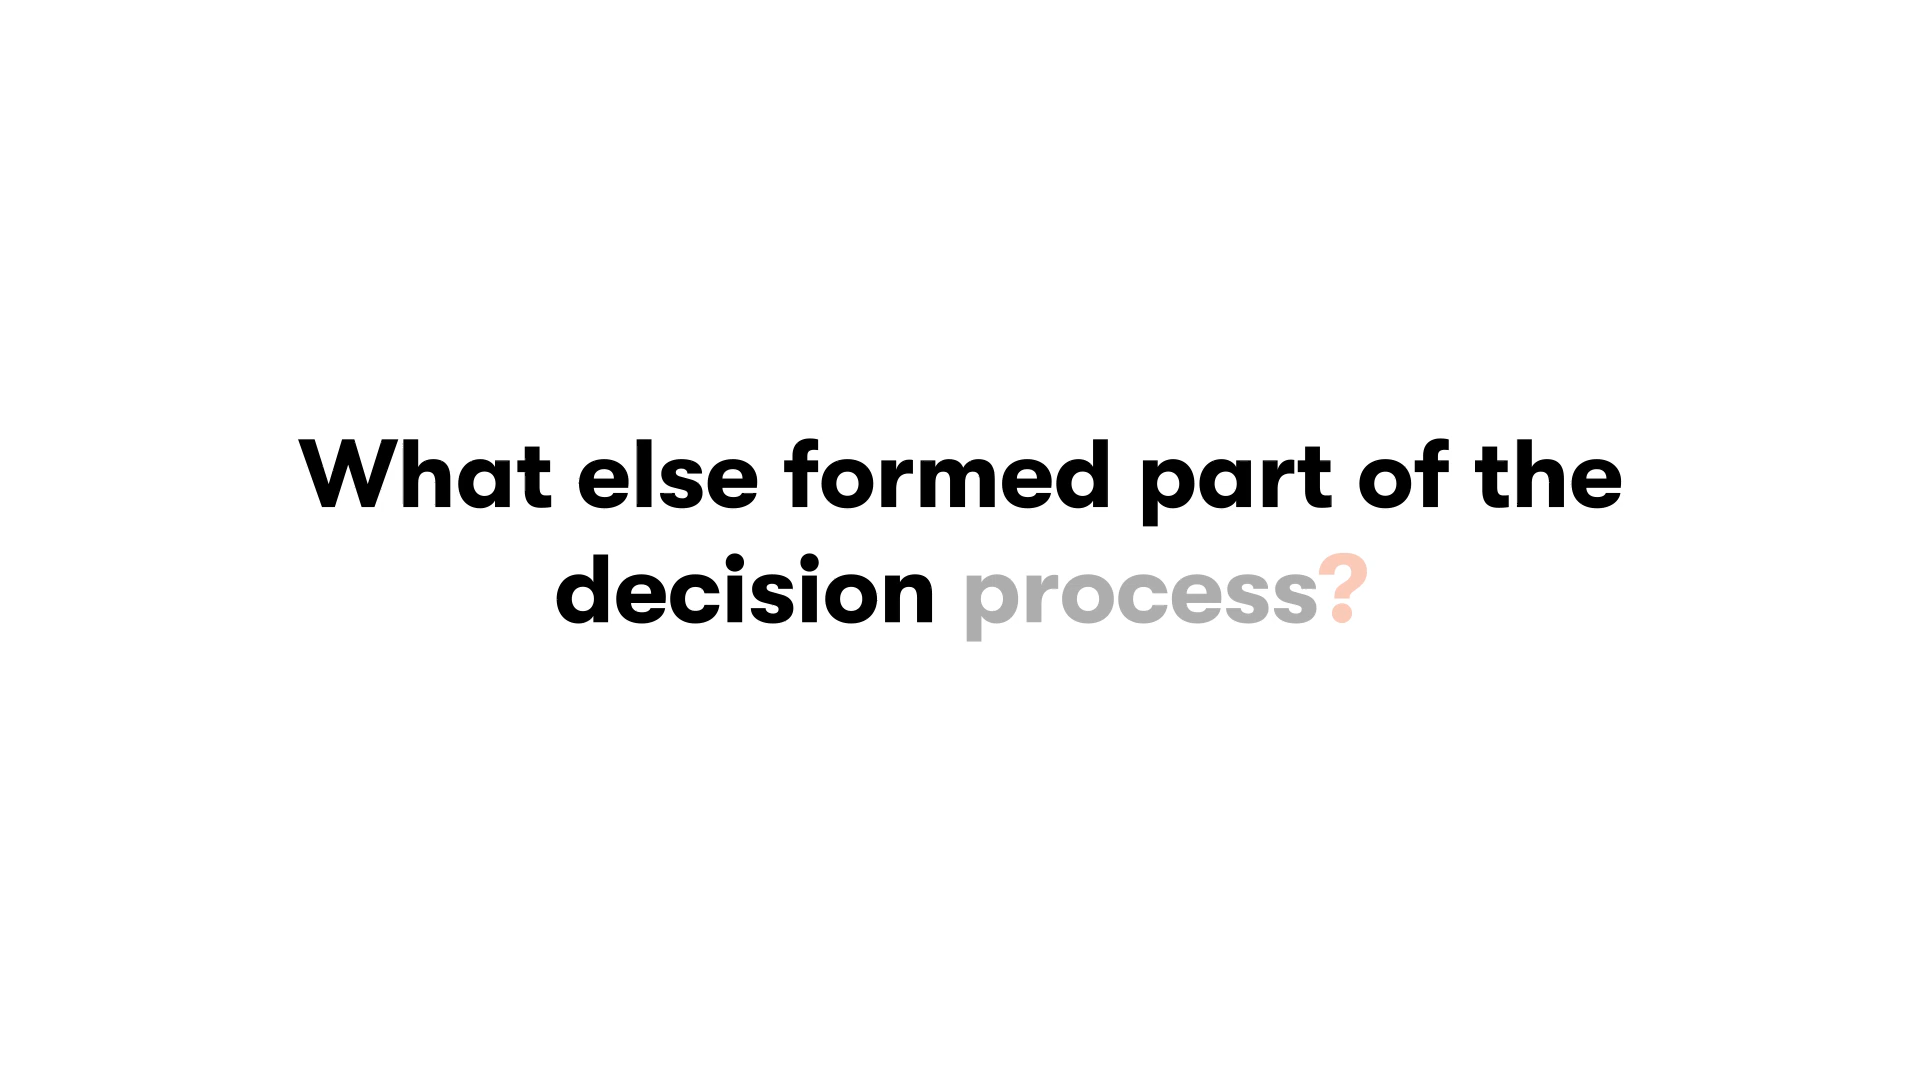 What else formed part of the
decision process?